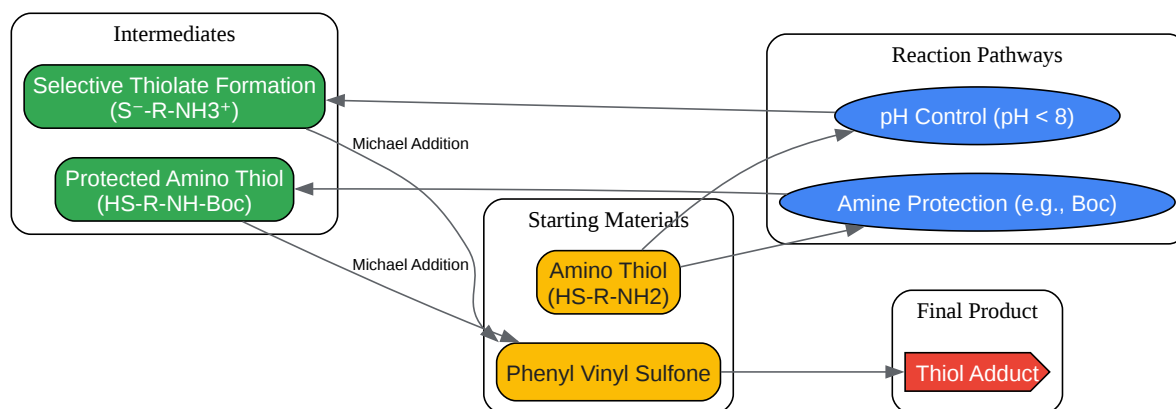 Intermediates
Selective Thiolate Formation
(S⁻-R-NH3⁺)
Protected Amino Thiol
(HS-R-NH-Boc)
Michael Addition
Michael Addition
Starting Materials
Amino Thiol
(HS-R-NH2)
Phenyl Vinyl Sulfone
Reaction Pathways
pH Control (pH < 8)
Amine Protection (e.g., Boc)
Final Product
Thiol Adduct